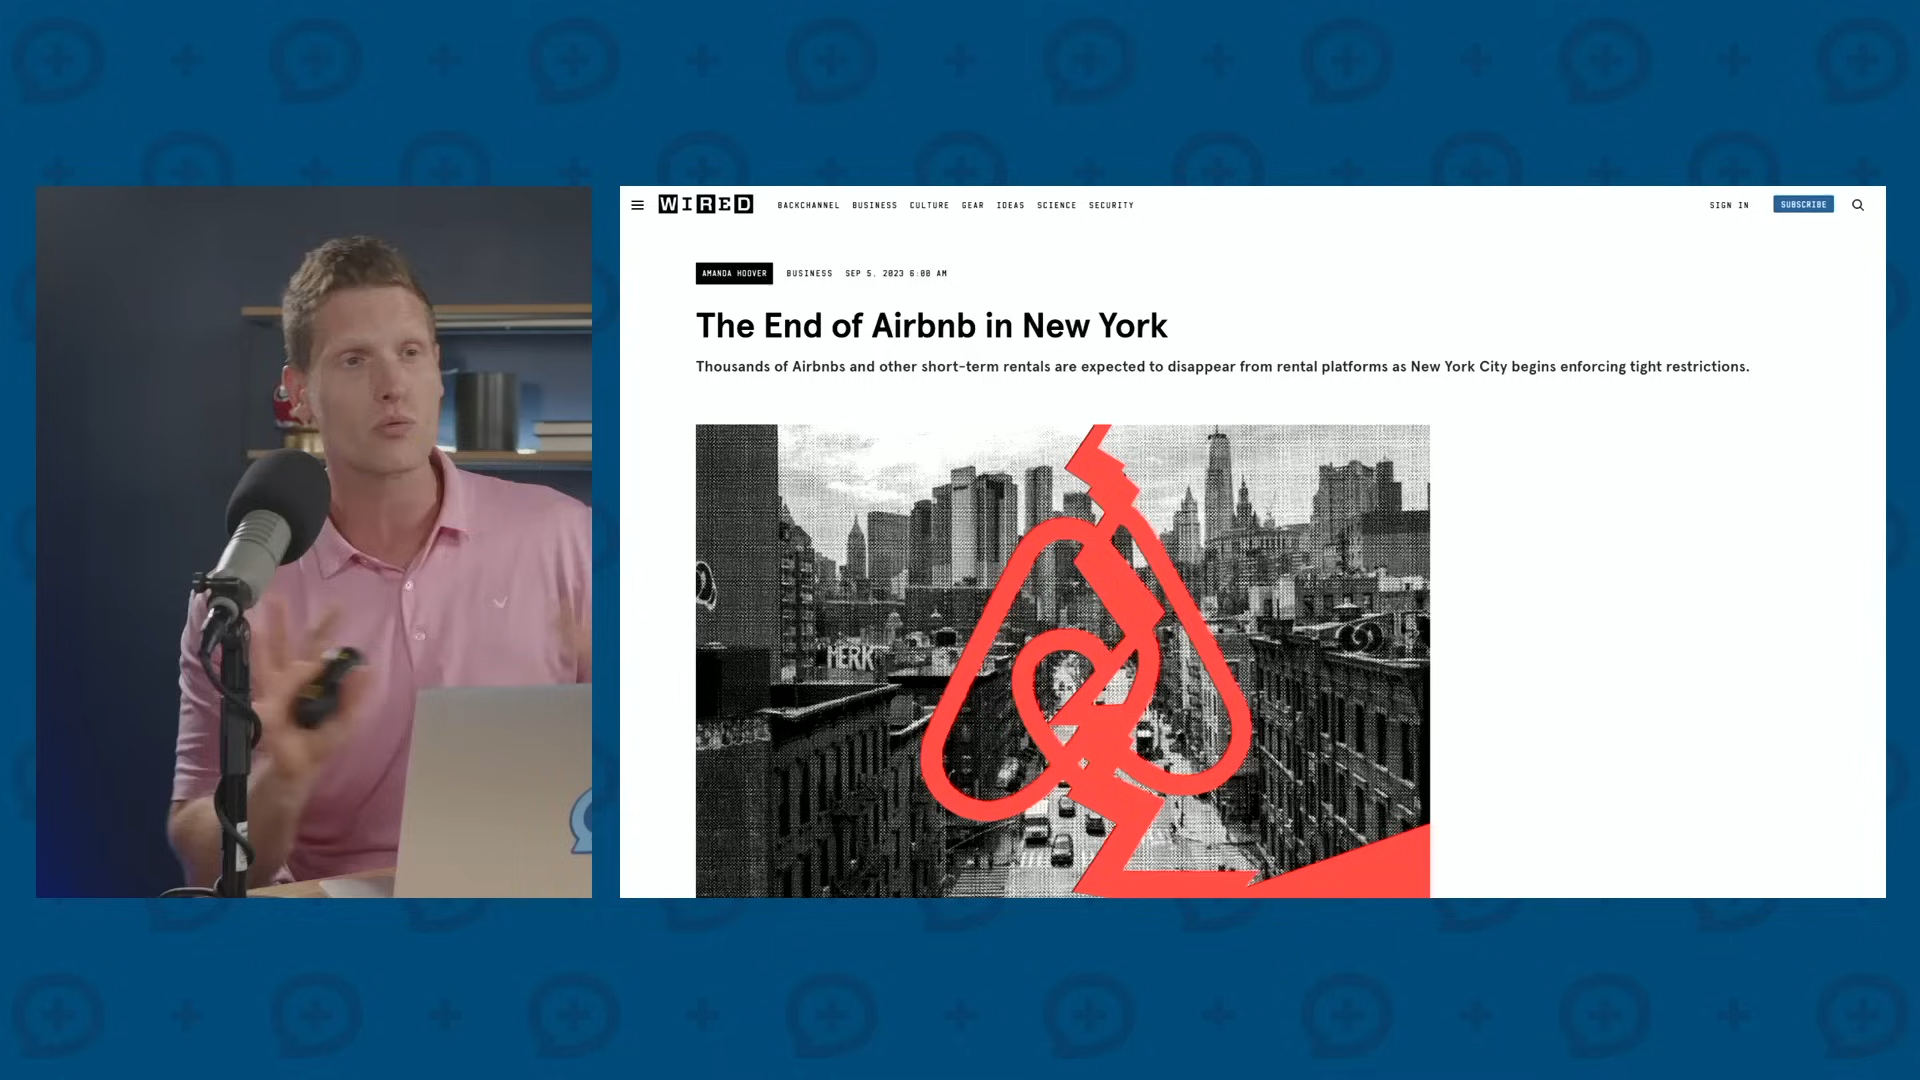 WIRED
BACKCHANNEL BUSINESS CULTURE GEAR IDEAS SCIENCE SECURITY
SIGN IN
SUBSCRIBE
AMANDA HOOVER BUSINESS SEP 5, 2023 6:00 AM
The End of Airbnb in New York
Thousands of Airbnbs and other short-term rentals are expected to disappear from rental platforms as New York City begins enforcing tight restrictions.
MERK